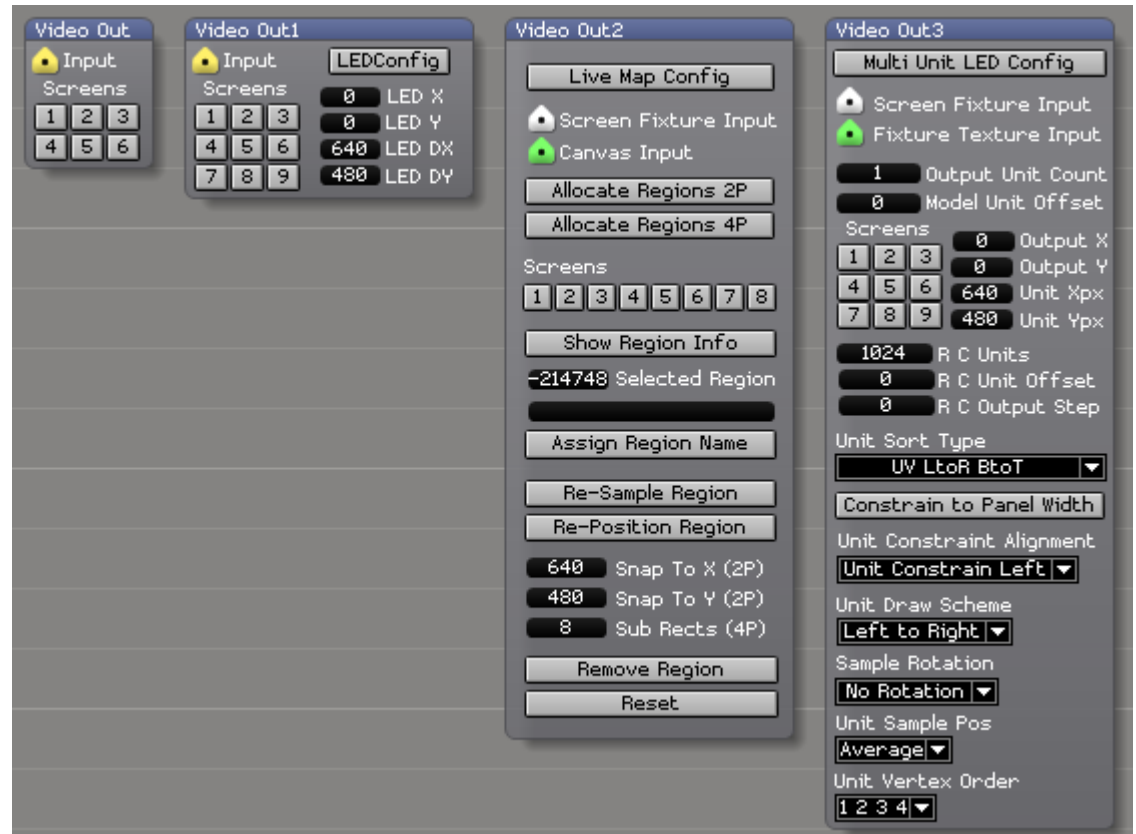 Video Out
Input
Screens
1 2 3
4 5 6
Video Out1
Input LEDConfig
Screens
1 2 3
4 5 6
7 8 9
0 LED X
0 LED Y
640 LED DX
480 LED DY
Video Out2
Live Map Config
Screen Fixture Input
Canvas Input
Allocate Regions 2P
Allocate Regions 4P
Screens
1 2 3 4 5 6 7 8
Show Region Info
-214748 Selected Region
Assign Region Name
Re-Sample Region
Re-Position Region
640 Snap To X (2P)
480 Snap To Y (2P)
8 Sub Rects (4P)
Remove Region
Reset
Video Out3
Multi Unit LED Config
Screen Fixture Input
Fixture Texture Input
1 Output Unit Count
0 Model Unit Offset
Screens
1 2 3
4 5 6
7 8 9
0 Output X
0 Output Y
640 Unit Xpx
480 Unit Ypx
1024 R C Units
0 R C Unit Offset
0 R C Output Step
Unit Sort Type
UV LtoR BtoT
Constrain to Panel Width
Unit Constraint Alignment
Unit Constrain Left
Unit Draw Scheme
Left to Right
Sample Rotation
No Rotation
Unit Sample Pos
Average
Unit Vertex Order
1 2 3 4